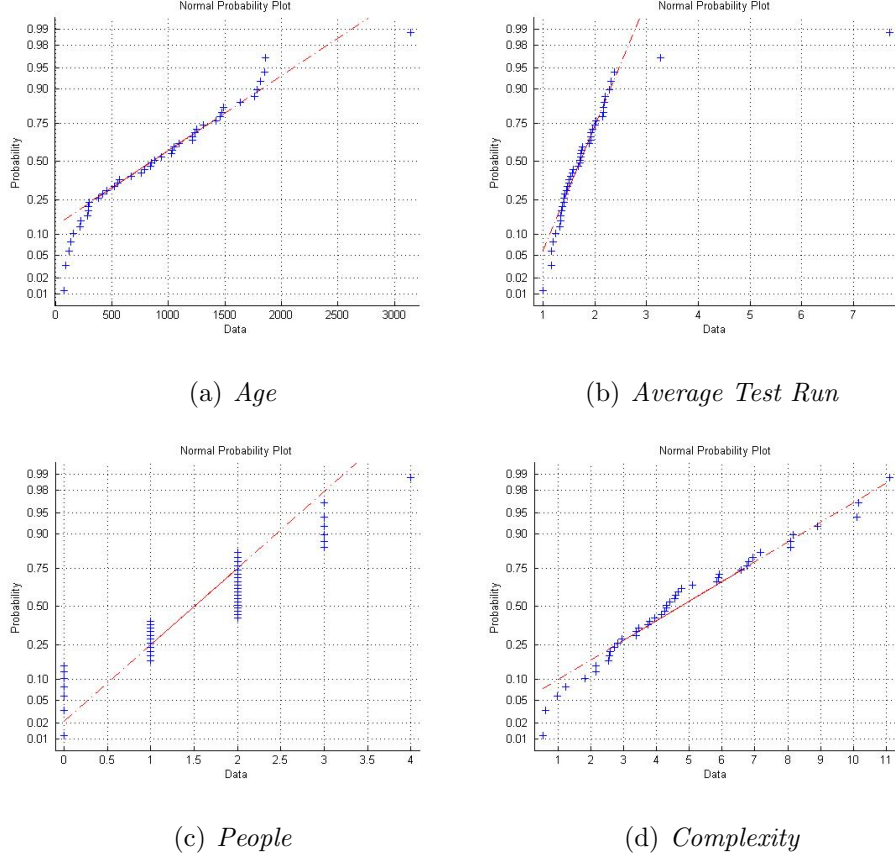 Normal Probability Plot
0.99
0.98
0.95
0.90
0.75
0.50
0.25
0.10
0.05
0.02
0.01
Probability
0 500 1000 1500 2000 2500 3000
Data
(a) Age
Normal Probability Plot
0.99
0.98
0.95
0.90
0.75
0.50
0.25
0.10
0.05
0.02
0.01
Probability
1 2 3 4 5 6 7
Data
(b) Average Test Run
Normal Probability Plot
0.99
0.98
0.95
0.90
0.75
0.50
0.25
0.10
0.05
0.02
0.01
Probability
0 0.5 1 1.5 2 2.5 3 3.5 4
Data
(c) People
Normal Probability Plot
0.99
0.98
0.95
0.90
0.75
0.50
0.25
0.10
0.05
0.02
0.01
Probability
1 2 3 4 5 6 7 8 9 10 11
Data
(d) Complexity